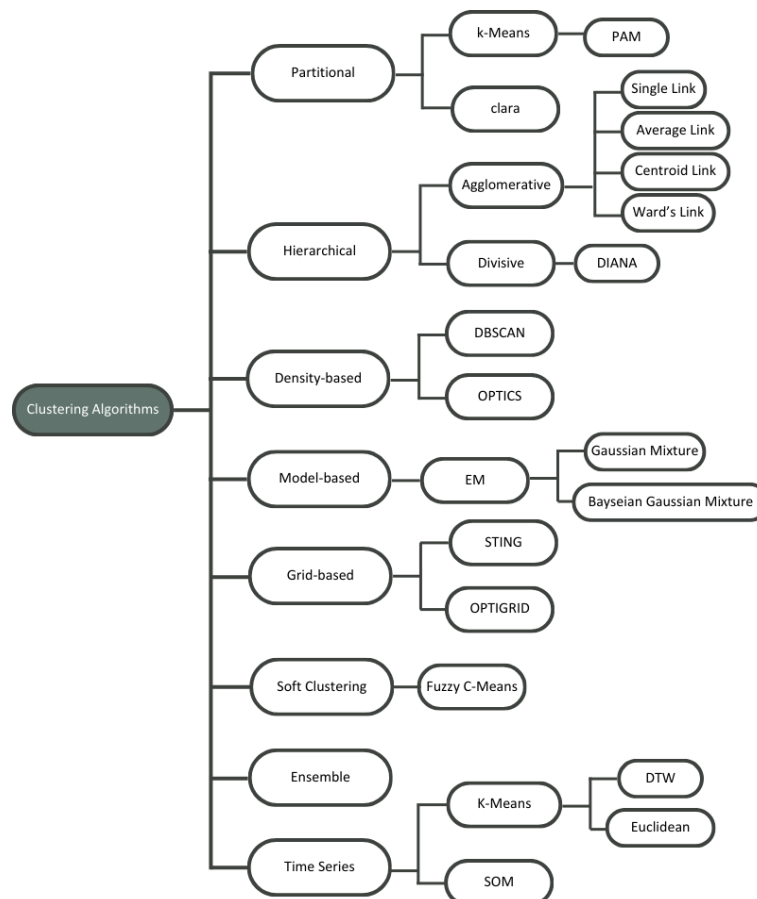 Clustering Algorithms
Partitional
k-Means
PAM
clara
Hierarchical
Agglomerative
Single Link
Average Link
Centroid Link
Ward’s Link
Divisive
DIANA
Density-based
DBSCAN
OPTICS
Model-based
EM
Gaussian Mixture
Bayseian Gaussian Mixture
Grid-based
STING
OPTIGRID
Soft Clustering
Fuzzy C-Means
Ensemble
Time Series
K-Means
DTW
Euclidean
SOM